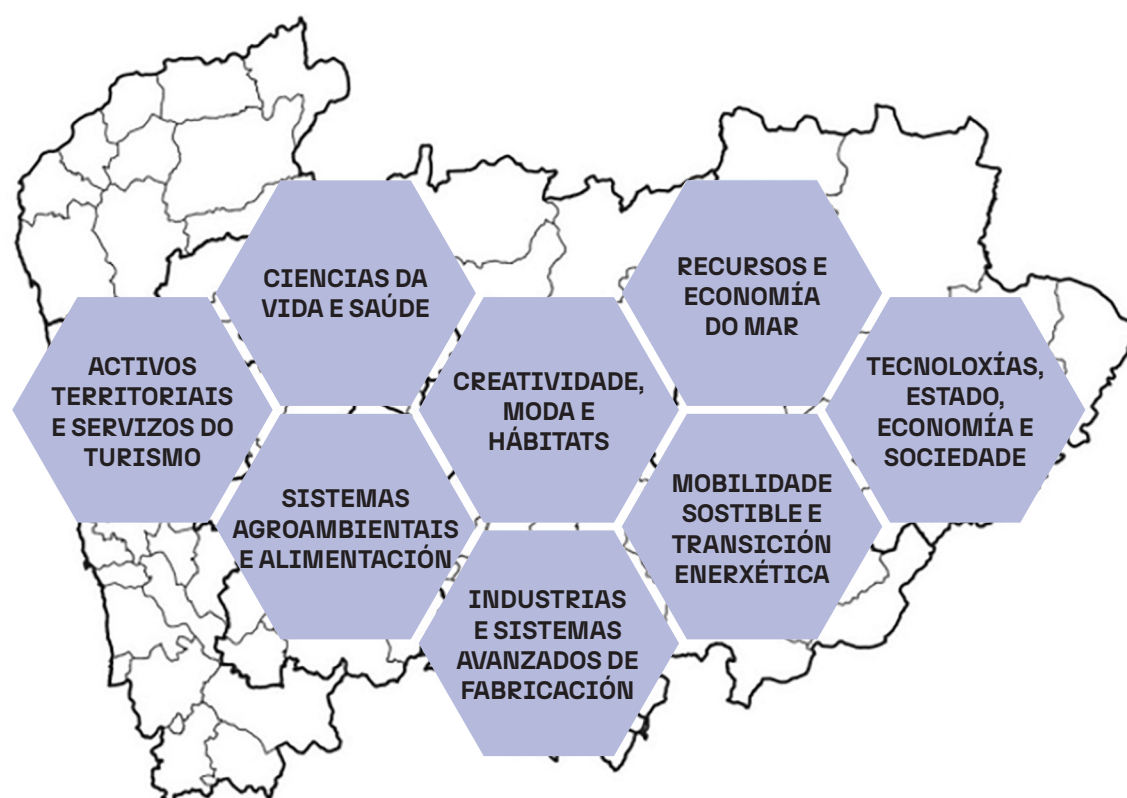 CIENCIAS DA
VIDA E SAÚDE
RECURSOS E
ECONOMÍA
DO MAR
ACTIVOS
TERRITORIAIS
E SERVIZOS DO
TURISMO
CREATIVIDADE,
MODA E
HÁBITATS
TECNOLOXÍAS,
ESTADO,
ECONOMÍA E
SOCIEDADE
SISTEMAS
AGROAMBIENTAIS
E ALIMENTACIÓN
MOBILIDADE
SOSTIBLE E
TRANSICIÓN
ENERXÉTICA
INDUSTRIAS
E SISTEMAS
AVANZADOS DE
FABRICACIÓN